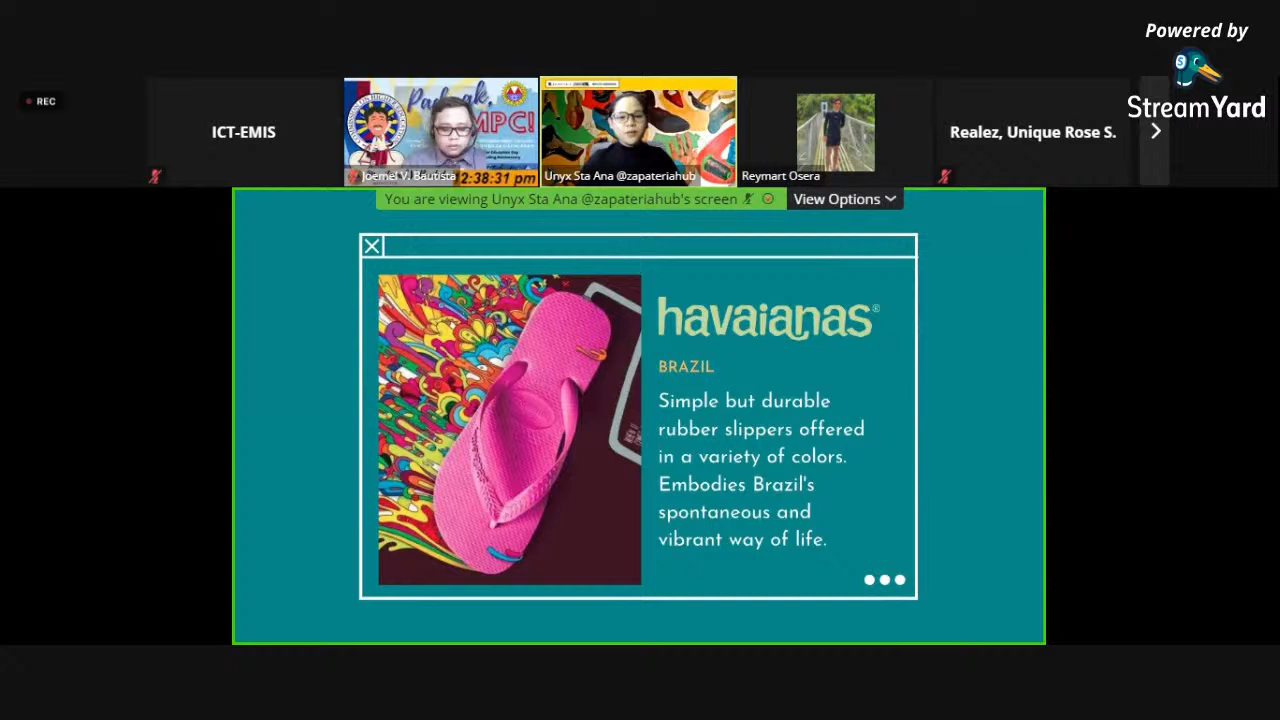 Powered by
StreamYard
REC
ICT-EMIS
MPC!
Joemel V. Bautista
2:38:31 pm
Unyx Sta Ana @zapateriahub
Reymart Osera
Realez, Unique Rose S.
You are viewing Unyx Sta Ana @zapateriahub's screen
View Options
havaianas®
BRAZIL
Simple but durable
rubber slippers offered
in a variety of colors.
Embodies Brazil's
spontaneous and
vibrant way of life.